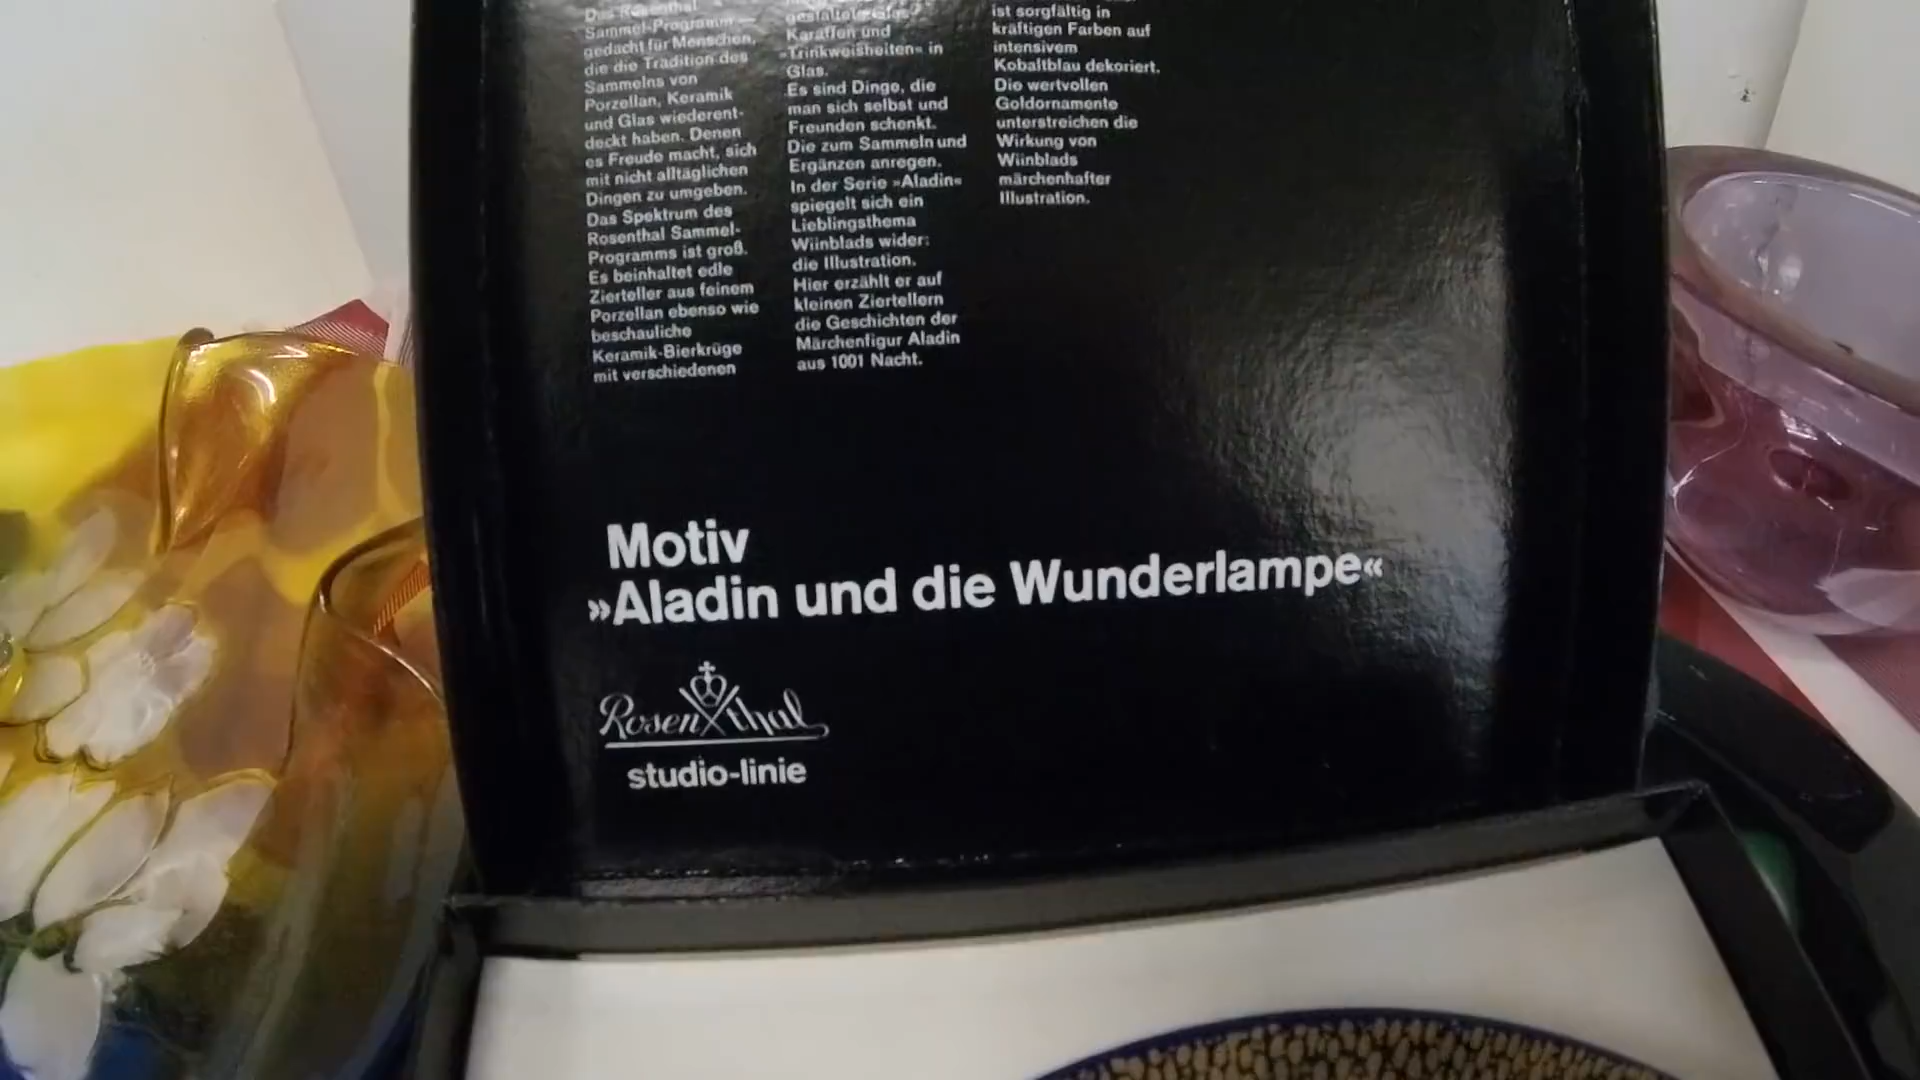 Das Rosenthal
Sammel-Programm —
gedacht für Menschen,
die die Tradition des
Sammelns von
Porzellan, Keramik
und Glas wiederent-
deckt haben. Denen
es Freude macht, sich
mit nicht alltäglichen
Dingen zu umgeben.
Das Spektrum des
Rosenthal Sammel-
Programms ist groß.
Es beinhaltet edle
Zierteller aus feinem
Porzellan ebenso wie
beschauliche
Keramik-Bierkrüge
mit verschiedenen
Karaffen und
»Trinkweisheiten« in
Glas.
Es sind Dinge, die
man sich selbst und
Freunden schenkt.
Die zum Sammeln und
Ergänzen anregen.
In der Serie »Aladin«
spiegelt sich ein
Lieblingsthema
Wiinblads wider:
die Illustration.
Hier erzählt er auf
kleinen Ziertellern
die Geschichten der
Märchenfigur Aladin
aus 1001 Nacht.
ist sorgfältig in
kräftigen Farben auf
intensivem
Kobaltblau dekoriert.
Die wertvollen
Goldornamente
unterstreichen die
Wirkung von
Wiinblads
märchenhafter
Illustration.
Motiv
»Aladin und die Wunderlampe«
Rosenthal
studio-linie